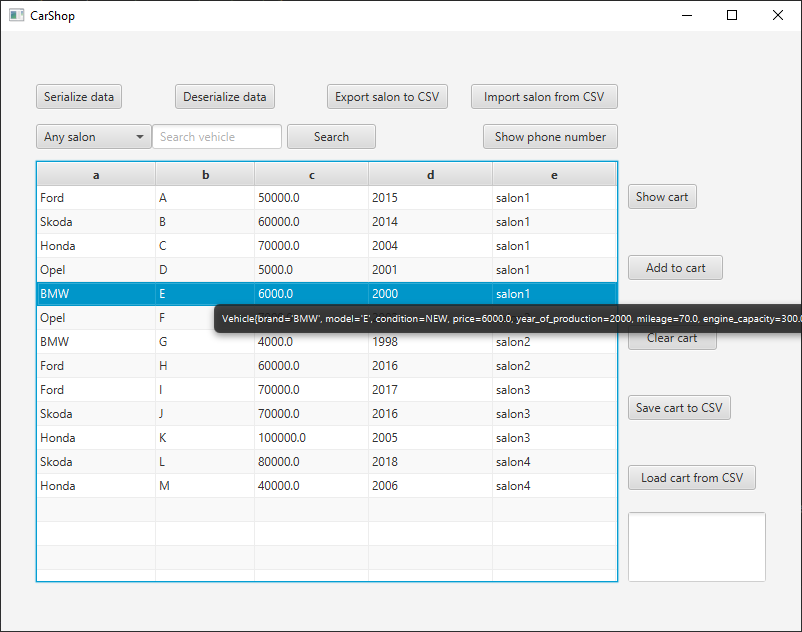 CarShop
Serialize data Deserialize data Export salon to CSV Import salon from CSV
Any salon Search vehicle Search Show phone number
a b c d e
Ford A 50000.0 2015 salon1
Skoda B 60000.0 2014 salon1
Show cart
Honda C 70000.0 2004 salon1
Opel D 5000.0 2001 salon1
Add to cart
BMW E 6000.0 2000 salon1
Opel F
Vehicle{brand='BMW', model='E', condition=NEW, price=6000.0, year_of_production=2000, mileage=70.0, engine_capacity=300.0
BMW G 4000.0 1998 salon2
Clear cart
Ford H 60000.0 2016 salon2
Ford I 70000.0 2017 salon3
Skoda J 70000.0 2016 salon3
Save cart to CSV
Honda K 100000.0 2005 salon3
Skoda L 80000.0 2018 salon4
Load cart from CSV
Honda M 40000.0 2006 salon4